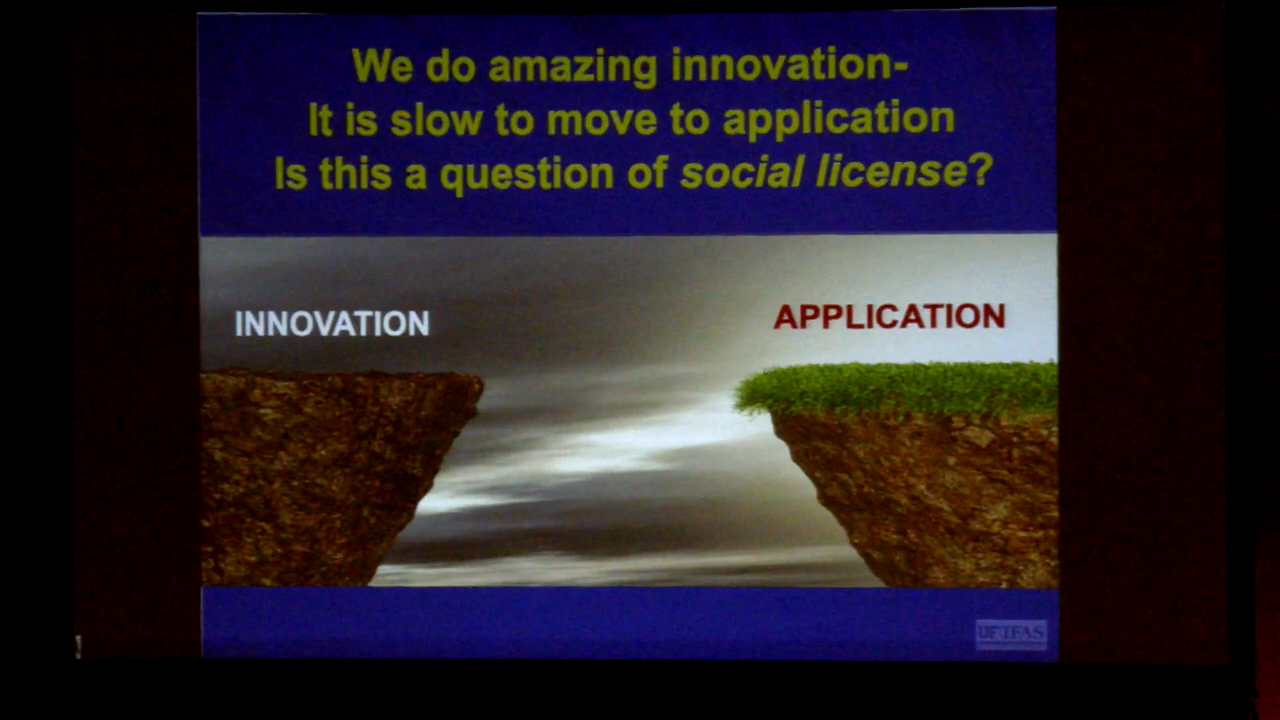 We do amazing innovation-
It is slow to move to application
Is this a question of social license?
INNOVATION
APPLICATION
UF IFAS